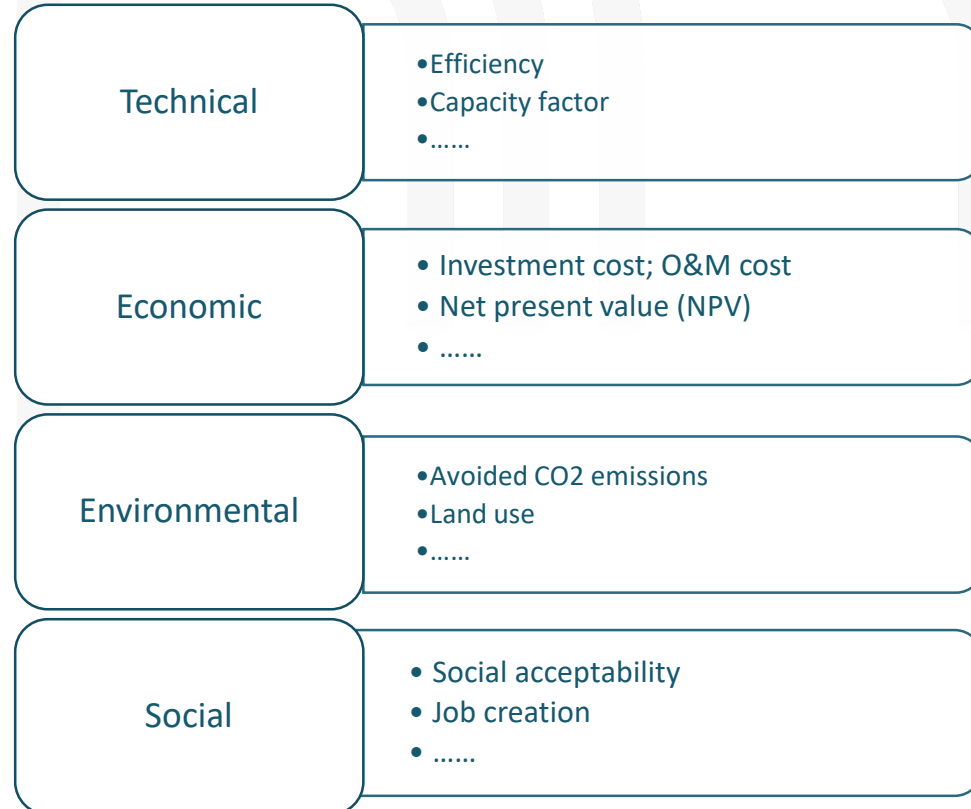 Technical
•Efficiency
•Capacity factor
•......
Economic
• Investment cost; O&M cost
• Net present value (NPV)
• ......
Environmental
•Avoided CO2 emissions
•Land use
•......
Social
• Social acceptability
• Job creation
• ......